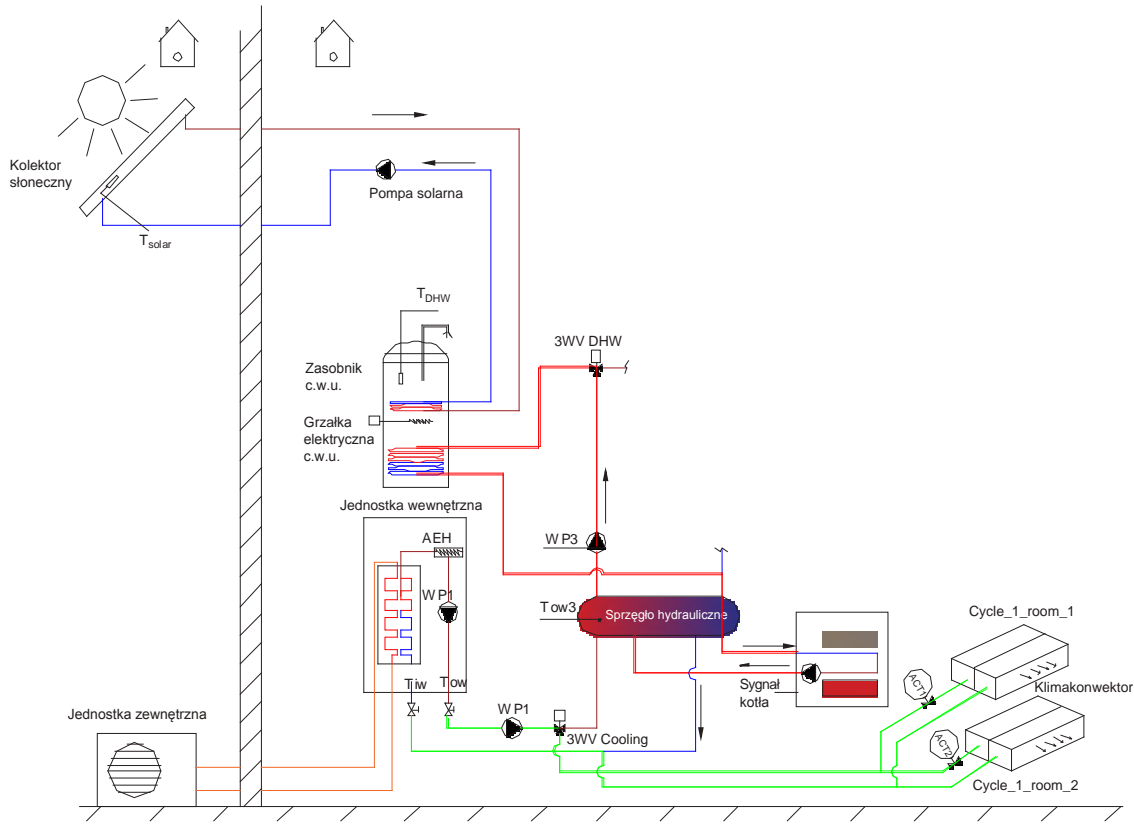 Kolektor
słoneczny
Pompa solarna
Tsolar
TDHW
3WV DHW
Zasobnik
c.w.u.
Grzałka
elektryczna
c.w.u.
Jednostka wewnętrzna
AEH
W P1
W P3
Tow3
Sprzęgło hydrauliczne
Cycle_1_room_1
Tiw
Tow
Sygnał
kotła
ACT1
Klimakonwektor
Jednostka zewnętrzna
W P1
3WV Cooling
ACT2
Cycle_1_room_2